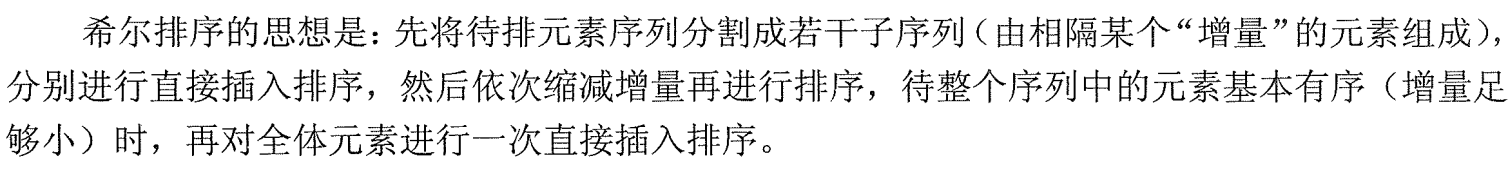 希尔排序的思想是：先将待排元素序列分割成若干子序列（由相隔某个“增量”的元素组成），
分别进行直接插入排序，然后依次缩减增量再进行排序，待整个序列中的元素基本有序（增量足
够小）时，再对全体元素进行一次直接插入排序。